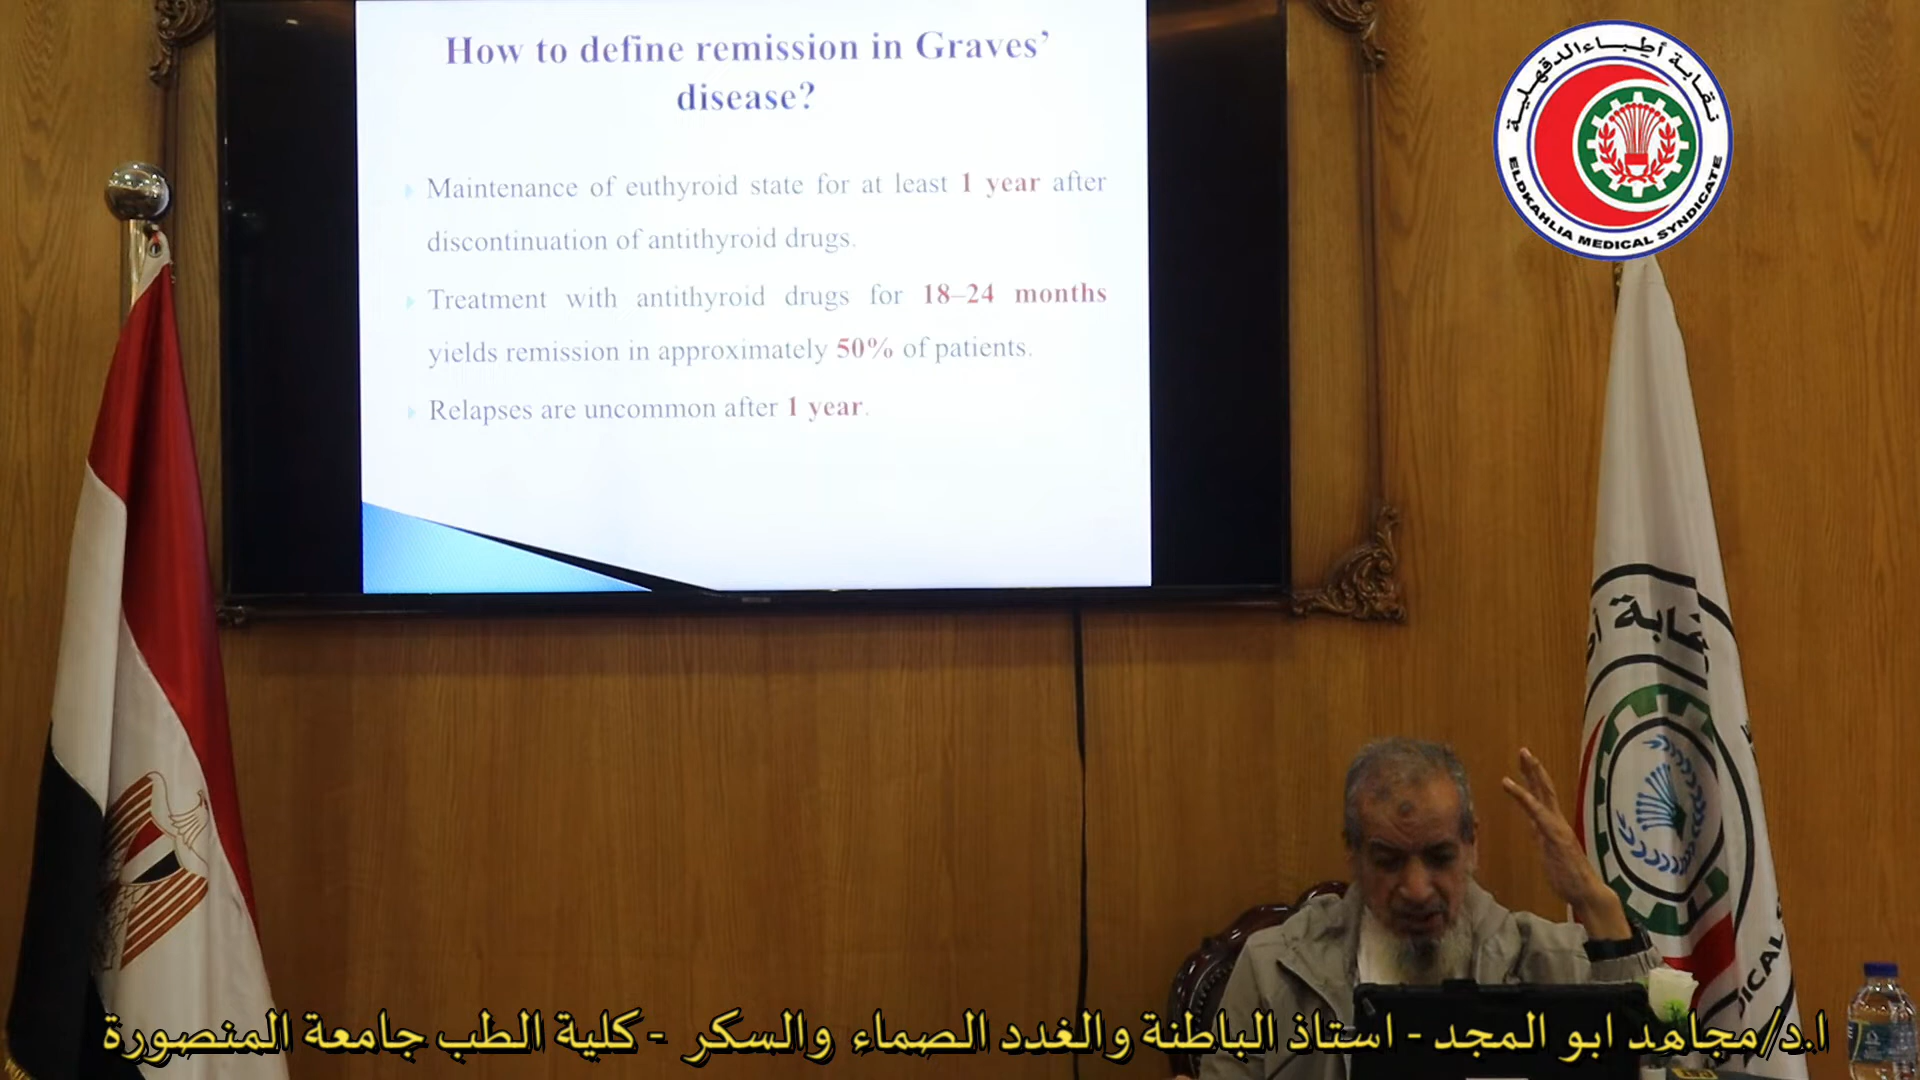 How to define remission in Graves’
disease?
Maintenance of euthyroid state for at least 1 year after
discontinuation of antithyroid drugs.
Treatment with antithyroid drugs for 18–24 months
yields remission in approximately 50% of patients.
Relapses are uncommon after 1 year.
نقابة أطباء الدقهلية
ELDKAHLIA MEDICAL SYNDICATE
ا.د/مجاهد ابو المجد - استاذ الباطنة والغدد الصماء والسكر - كلية الطب جامعة المنصورة